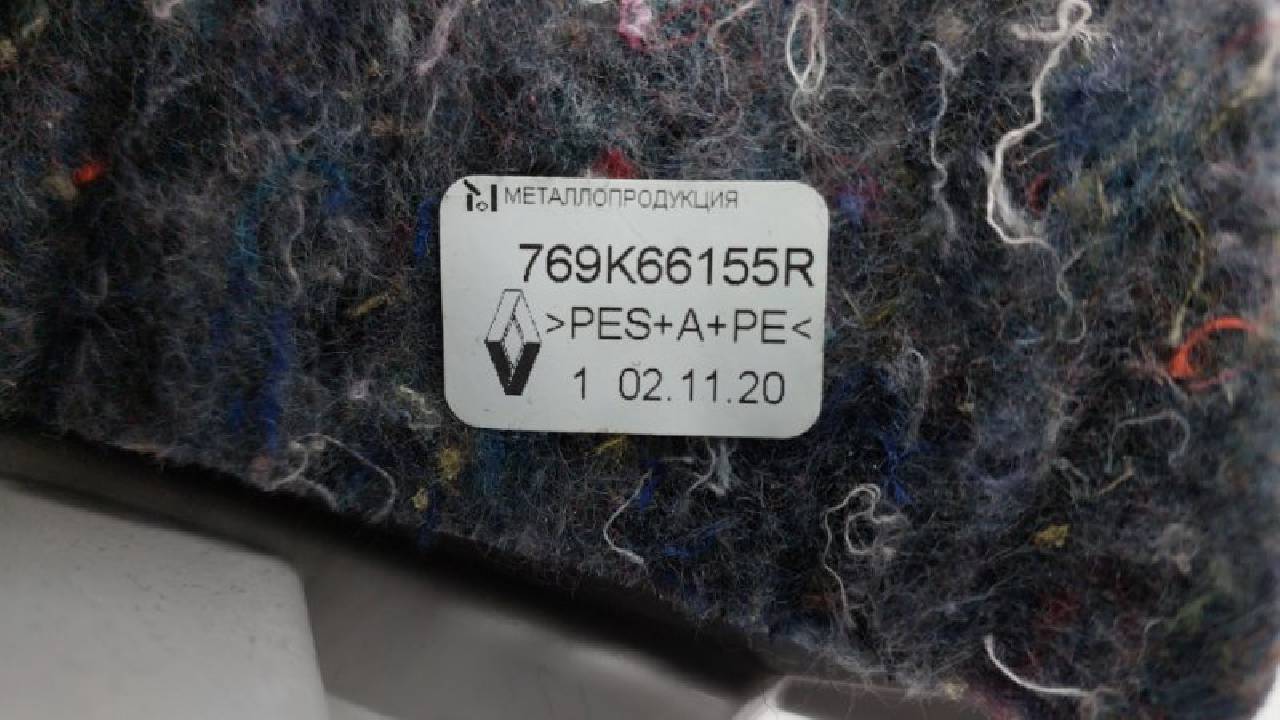 МЕТАЛЛОПРОДУКЦИЯ
769K66155R
>PES+A+PE<
1 02.11.20